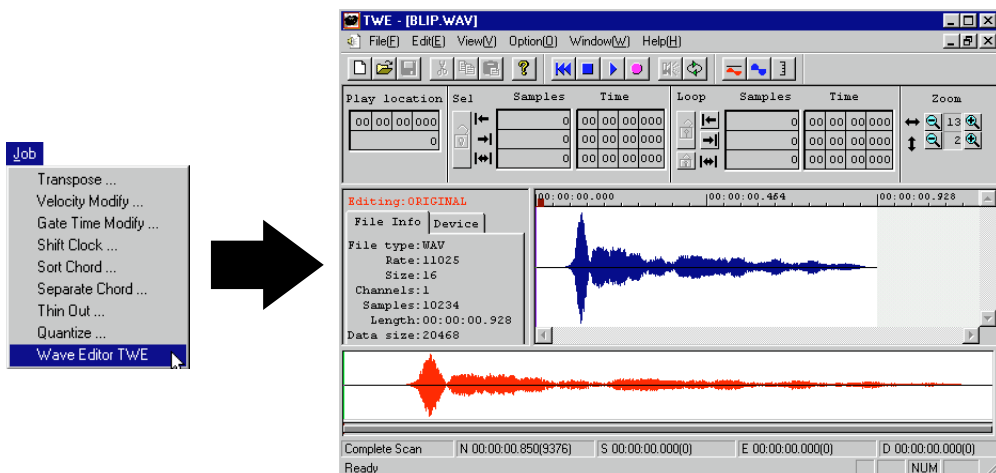 Job
Transpose ...
Velocity Modify ...
Gate Time Modify ...
Shift Clock ...
Sort Chord ...
Separate Chord ...
Thin Out ...
Quantize ...
Wave Editor TWE
TWE - [BLIP.WAV]
File(F) Edit(E) View(V) Option(O) Window(W) Help(H)
Play location Sel Samples Time Loop Samples Time Zoom
00 00 00 000 0 00 00 00 000 0 00 00 00 000 13
0 0 00 00 00 000 0 00 00 00 000 2
0 00 00 00 000 0 00 00 00 000
Editing:ORIGINAL
File Info Device
File type:WAV
Rate:11025
Size:16
Channels:1
Samples:10234
Length:00:00:00.928
Data size:20468
00:00:00.000 00:00:00.464 00:00:00.928
Complete Scan N 00:00:00.850(9376) S 00:00:00.000(0) E 00:00:00.000(0) D 00:00:00.000(0)
Ready NUM